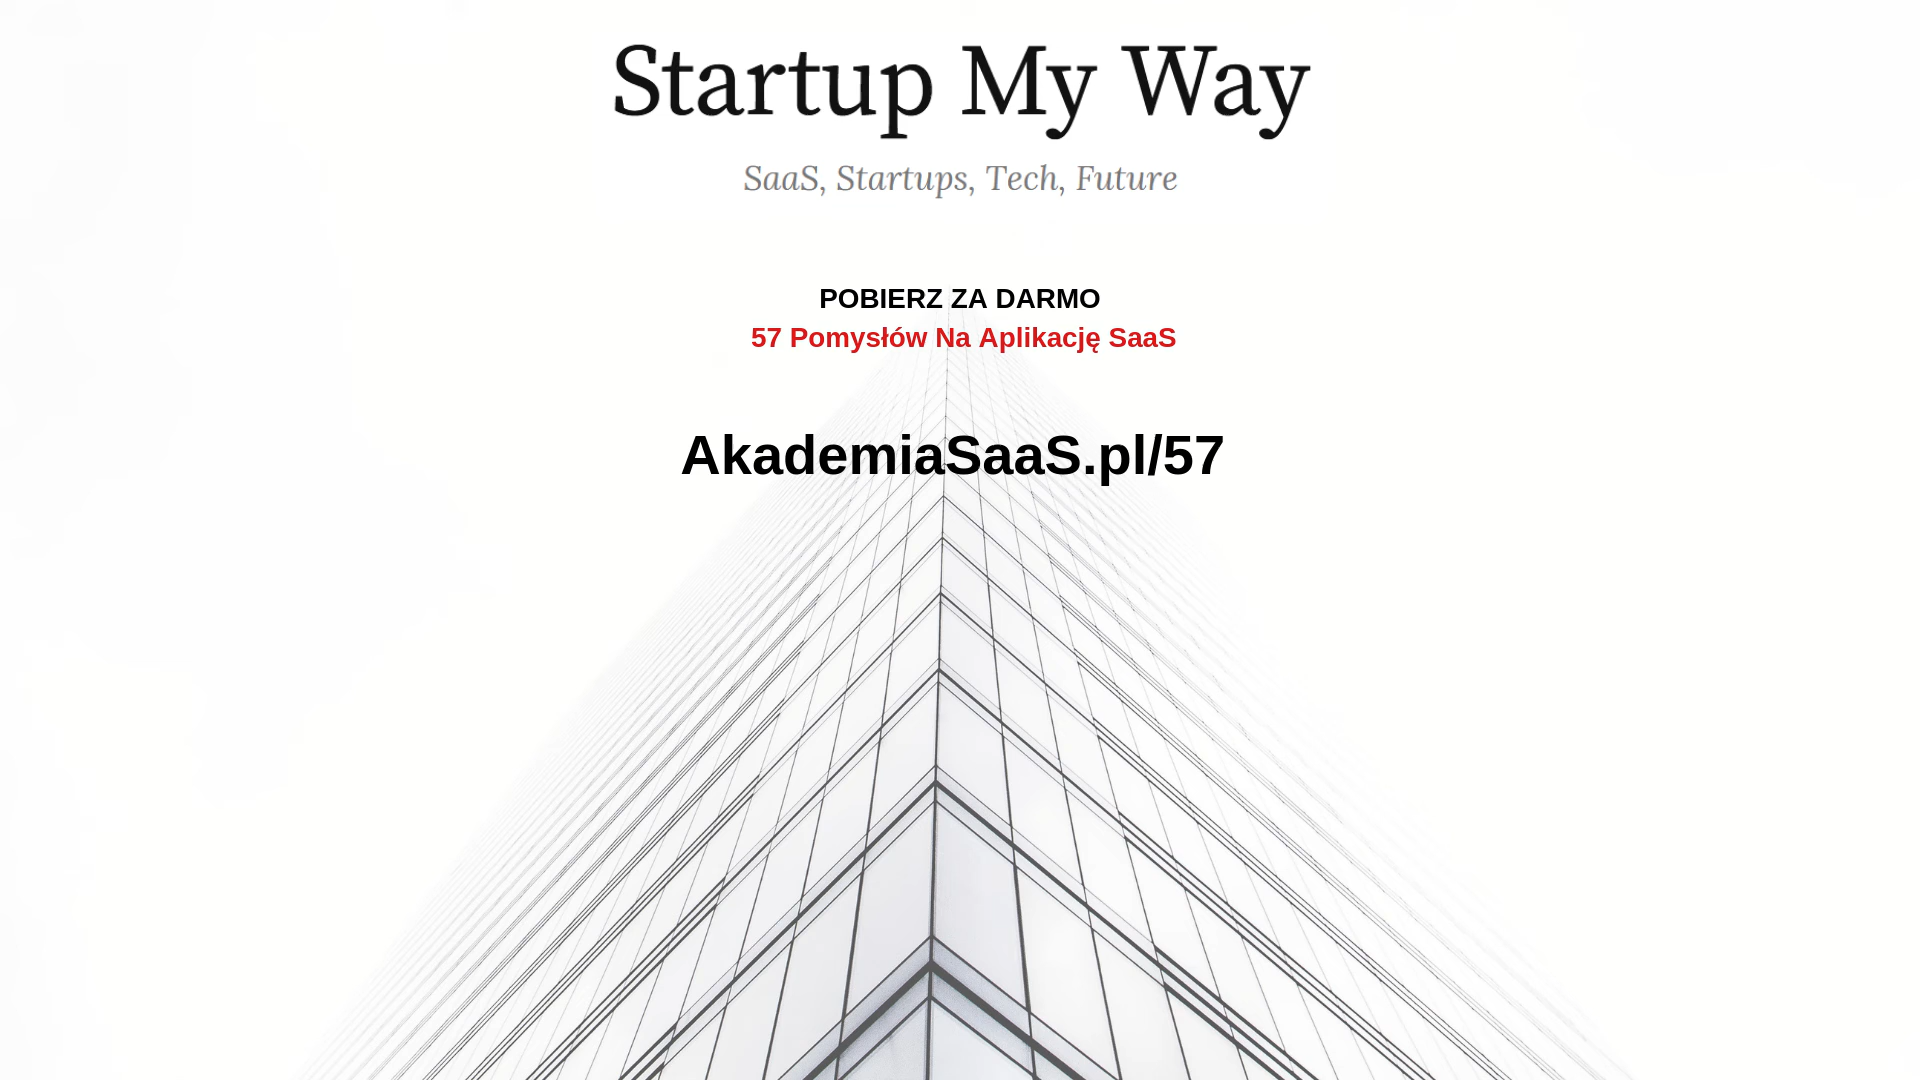 Startup My Way
SaaS, Startups, Tech, Future
POBIERZ ZA DARMO
57 Pomysłów Na Aplikację SaaS
AkademiaSaaS.pl/57